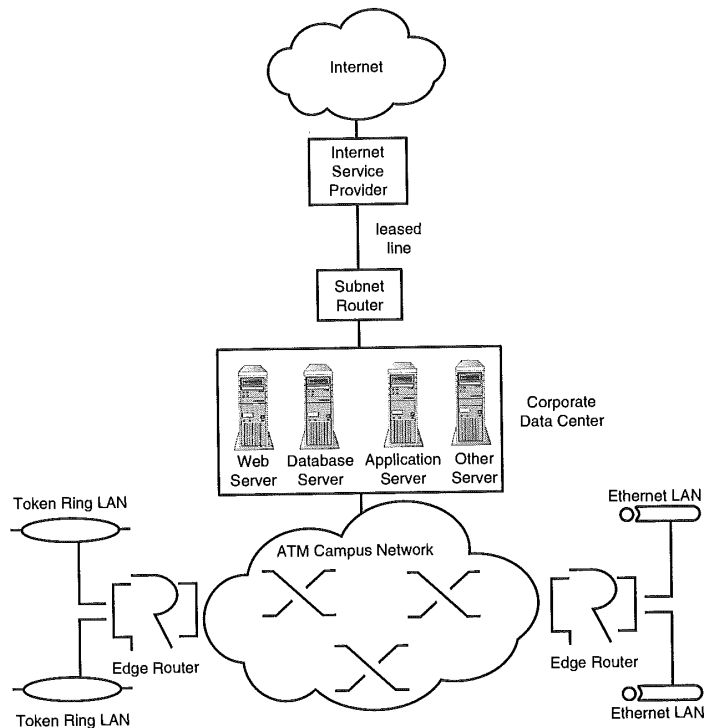 Internet
Internet
Service
Provider
leased
line
Subnet
Router
Corporate
Data Center
Web
Server
Database
Server
Application
Server
Other
Server
Token Ring LAN
Ethernet LAN
ATM Campus Network
Edge Router
Edge Router
Token Ring LAN
Ethernet LAN